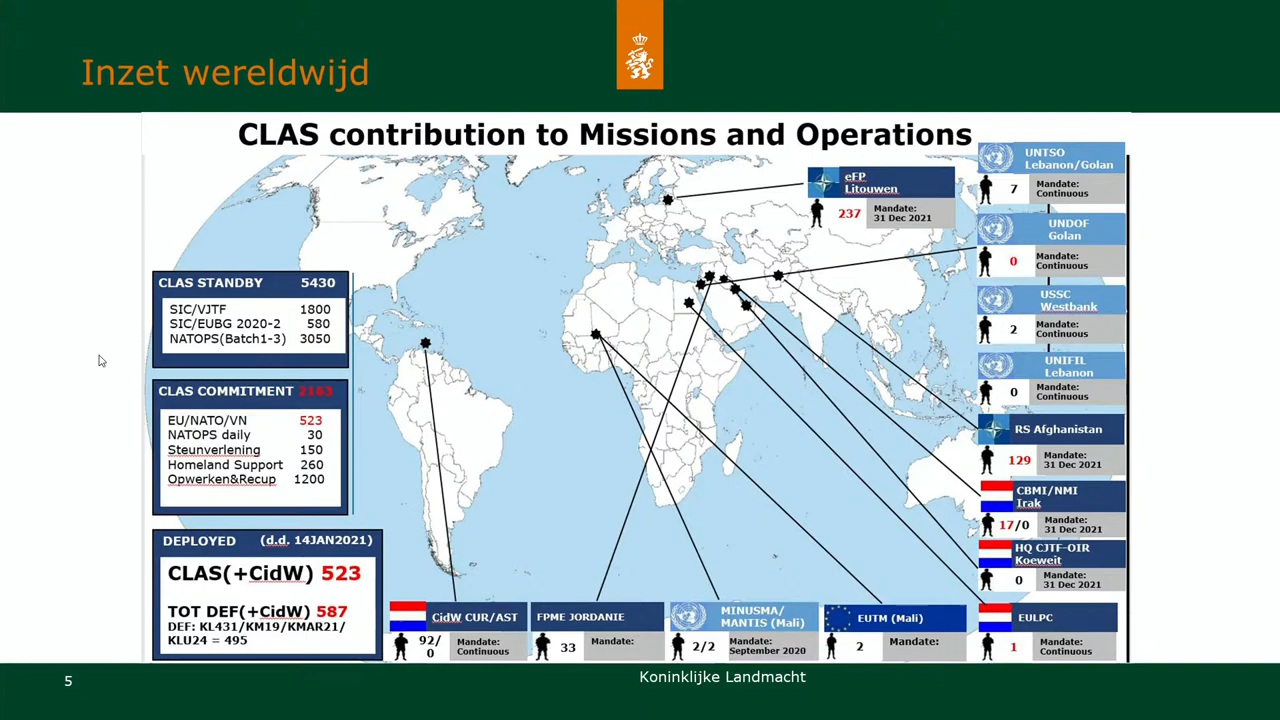 Inzet wereldwijd
CLAS contribution to Missions and Operations
UNTSO
Lebanon/Golan
7
Mandate:
Continuous
eFP
Litouwen
237
Mandate:
31 Dec 2021
UNDOF
Golan
0
Mandate:
Continuous
USSC
Westbank
2
Mandate:
Continuous
UNIFIL
Lebanon
0
Mandate:
Continuous
RS Afghanistan
129
Mandate:
31 Dec 2021
CBMI/NMI
Irak
17/0
Mandate:
31 Dec 2021
HQ CJTF-OIR
Koeweit
0
Mandate:
31 Dec 2021
EULPC
1
Mandate:
Continuous
CLAS STANDBY 5430
SIC/VJTF 1800
SIC/EUBG 2020-2 580
NATOPS(Batch1-3) 3050
CLAS COMMITMENT 2163
EU/NATO/VN 523
NATOPS daily 30
Steunverlening 150
Homeland Support 260
Opwerken&Recup 1200
DEPLOYED (d.d. 14JAN2021)
CLAS(+CidW) 523
TOT DEF(+CidW) 587
DEF: KL431/KM19/KMAR21/
KLU24 = 495
CidW CUR/AST
92/
0
Mandate:
Continuous
FPME JORDANIE
33
Mandate:
MINUSMA/
MANTIS (Mali)
2/2
Mandate:
September 2020
EUTM (Mali)
2
Mandate:
5
Koninklijke Landmacht